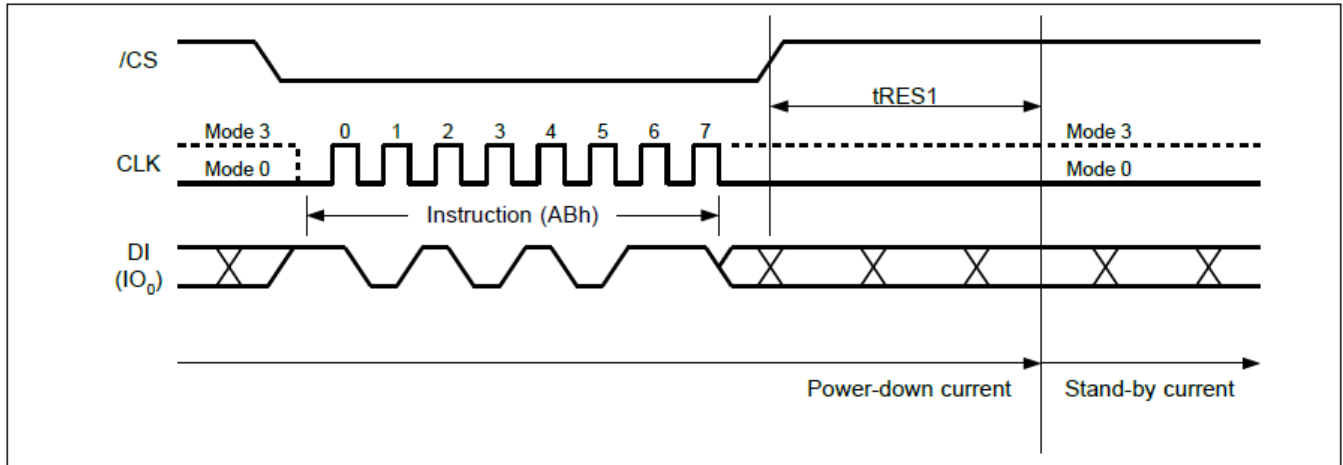 /CS
tRES1
Mode 3
0 1 2 3 4 5 6 7
Mode 3
CLK
Mode 0
Mode 0
Instruction (ABh)
DI
(IO₀)
Power-down current
Stand-by current